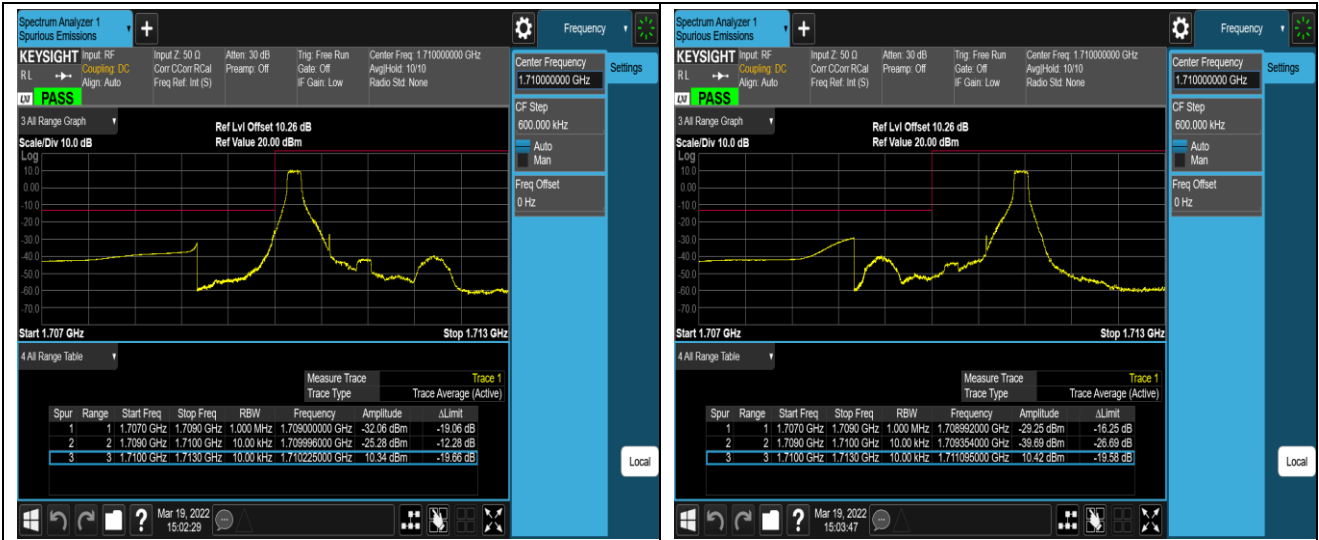 Spectrum Analyzer 1
Spurious Emissions
+
Frequency
KEYSIGHT Input: RF Input Z: 50 Ω Atten: 30 dB Trig: Free Run Center Freq: 1.710000000 GHz
RL Coupling: DC Corr CCorr RCal Preamp: Off Gate: Off Avg|Hold: 10/10
Align: Auto Freq Ref: Int (S) IF Gain: Low Radio Std: None
LXI PASS
Center Frequency
1.710000000 GHz
Settings
CF Step
600.000 kHz
Auto
Man
Freq Offset
0 Hz
3 All Range Graph
Ref Lvl Offset 10.26 dB
Scale/Div 10.0 dB Ref Value 20.00 dBm
Log
10.0
0.00
-10.0
-20.0
-30.0
-40.0
-50.0
-60.0
-70.0
Start 1.707 GHz Stop 1.713 GHz
4 All Range Table
Measure Trace Trace 1
Trace Type Trace Average (Active)
Spur Range Start Freq Stop Freq RBW Frequency Amplitude ΔLimit
1 1 1.7070 GHz 1.7090 GHz 1.000 MHz 1.709000000 GHz -32.06 dBm -19.06 dB
2 2 1.7090 GHz 1.7100 GHz 10.00 kHz 1.709996000 GHz -25.28 dBm -12.28 dB
3 3 1.7100 GHz 1.7130 GHz 10.00 kHz 1.710225000 GHz 10.34 dBm -19.66 dB
Local
? Mar 19, 2022
15:02:29
Spectrum Analyzer 1
Spurious Emissions
+
Frequency
KEYSIGHT Input: RF Input Z: 50 Ω Atten: 30 dB Trig: Free Run Center Freq: 1.710000000 GHz
RL Coupling: DC Corr CCorr RCal Preamp: Off Gate: Off Avg|Hold: 10/10
Align: Auto Freq Ref: Int (S) IF Gain: Low Radio Std: None
LXI PASS
Center Frequency
1.710000000 GHz
Settings
CF Step
600.000 kHz
Auto
Man
Freq Offset
0 Hz
3 All Range Graph
Ref Lvl Offset 10.26 dB
Scale/Div 10.0 dB Ref Value 20.00 dBm
Log
10.0
0.00
-10.0
-20.0
-30.0
-40.0
-50.0
-60.0
-70.0
Start 1.707 GHz Stop 1.713 GHz
4 All Range Table
Measure Trace Trace 1
Trace Type Trace Average (Active)
Spur Range Start Freq Stop Freq RBW Frequency Amplitude ΔLimit
1 1 1.7070 GHz 1.7090 GHz 1.000 MHz 1.708992000 GHz -29.25 dBm -16.25 dB
2 2 1.7090 GHz 1.7100 GHz 10.00 kHz 1.709354000 GHz -39.69 dBm -26.69 dB
3 3 1.7100 GHz 1.7130 GHz 10.00 kHz 1.711095000 GHz 10.42 dBm -19.58 dB
Local
? Mar 19, 2022
15:03:47